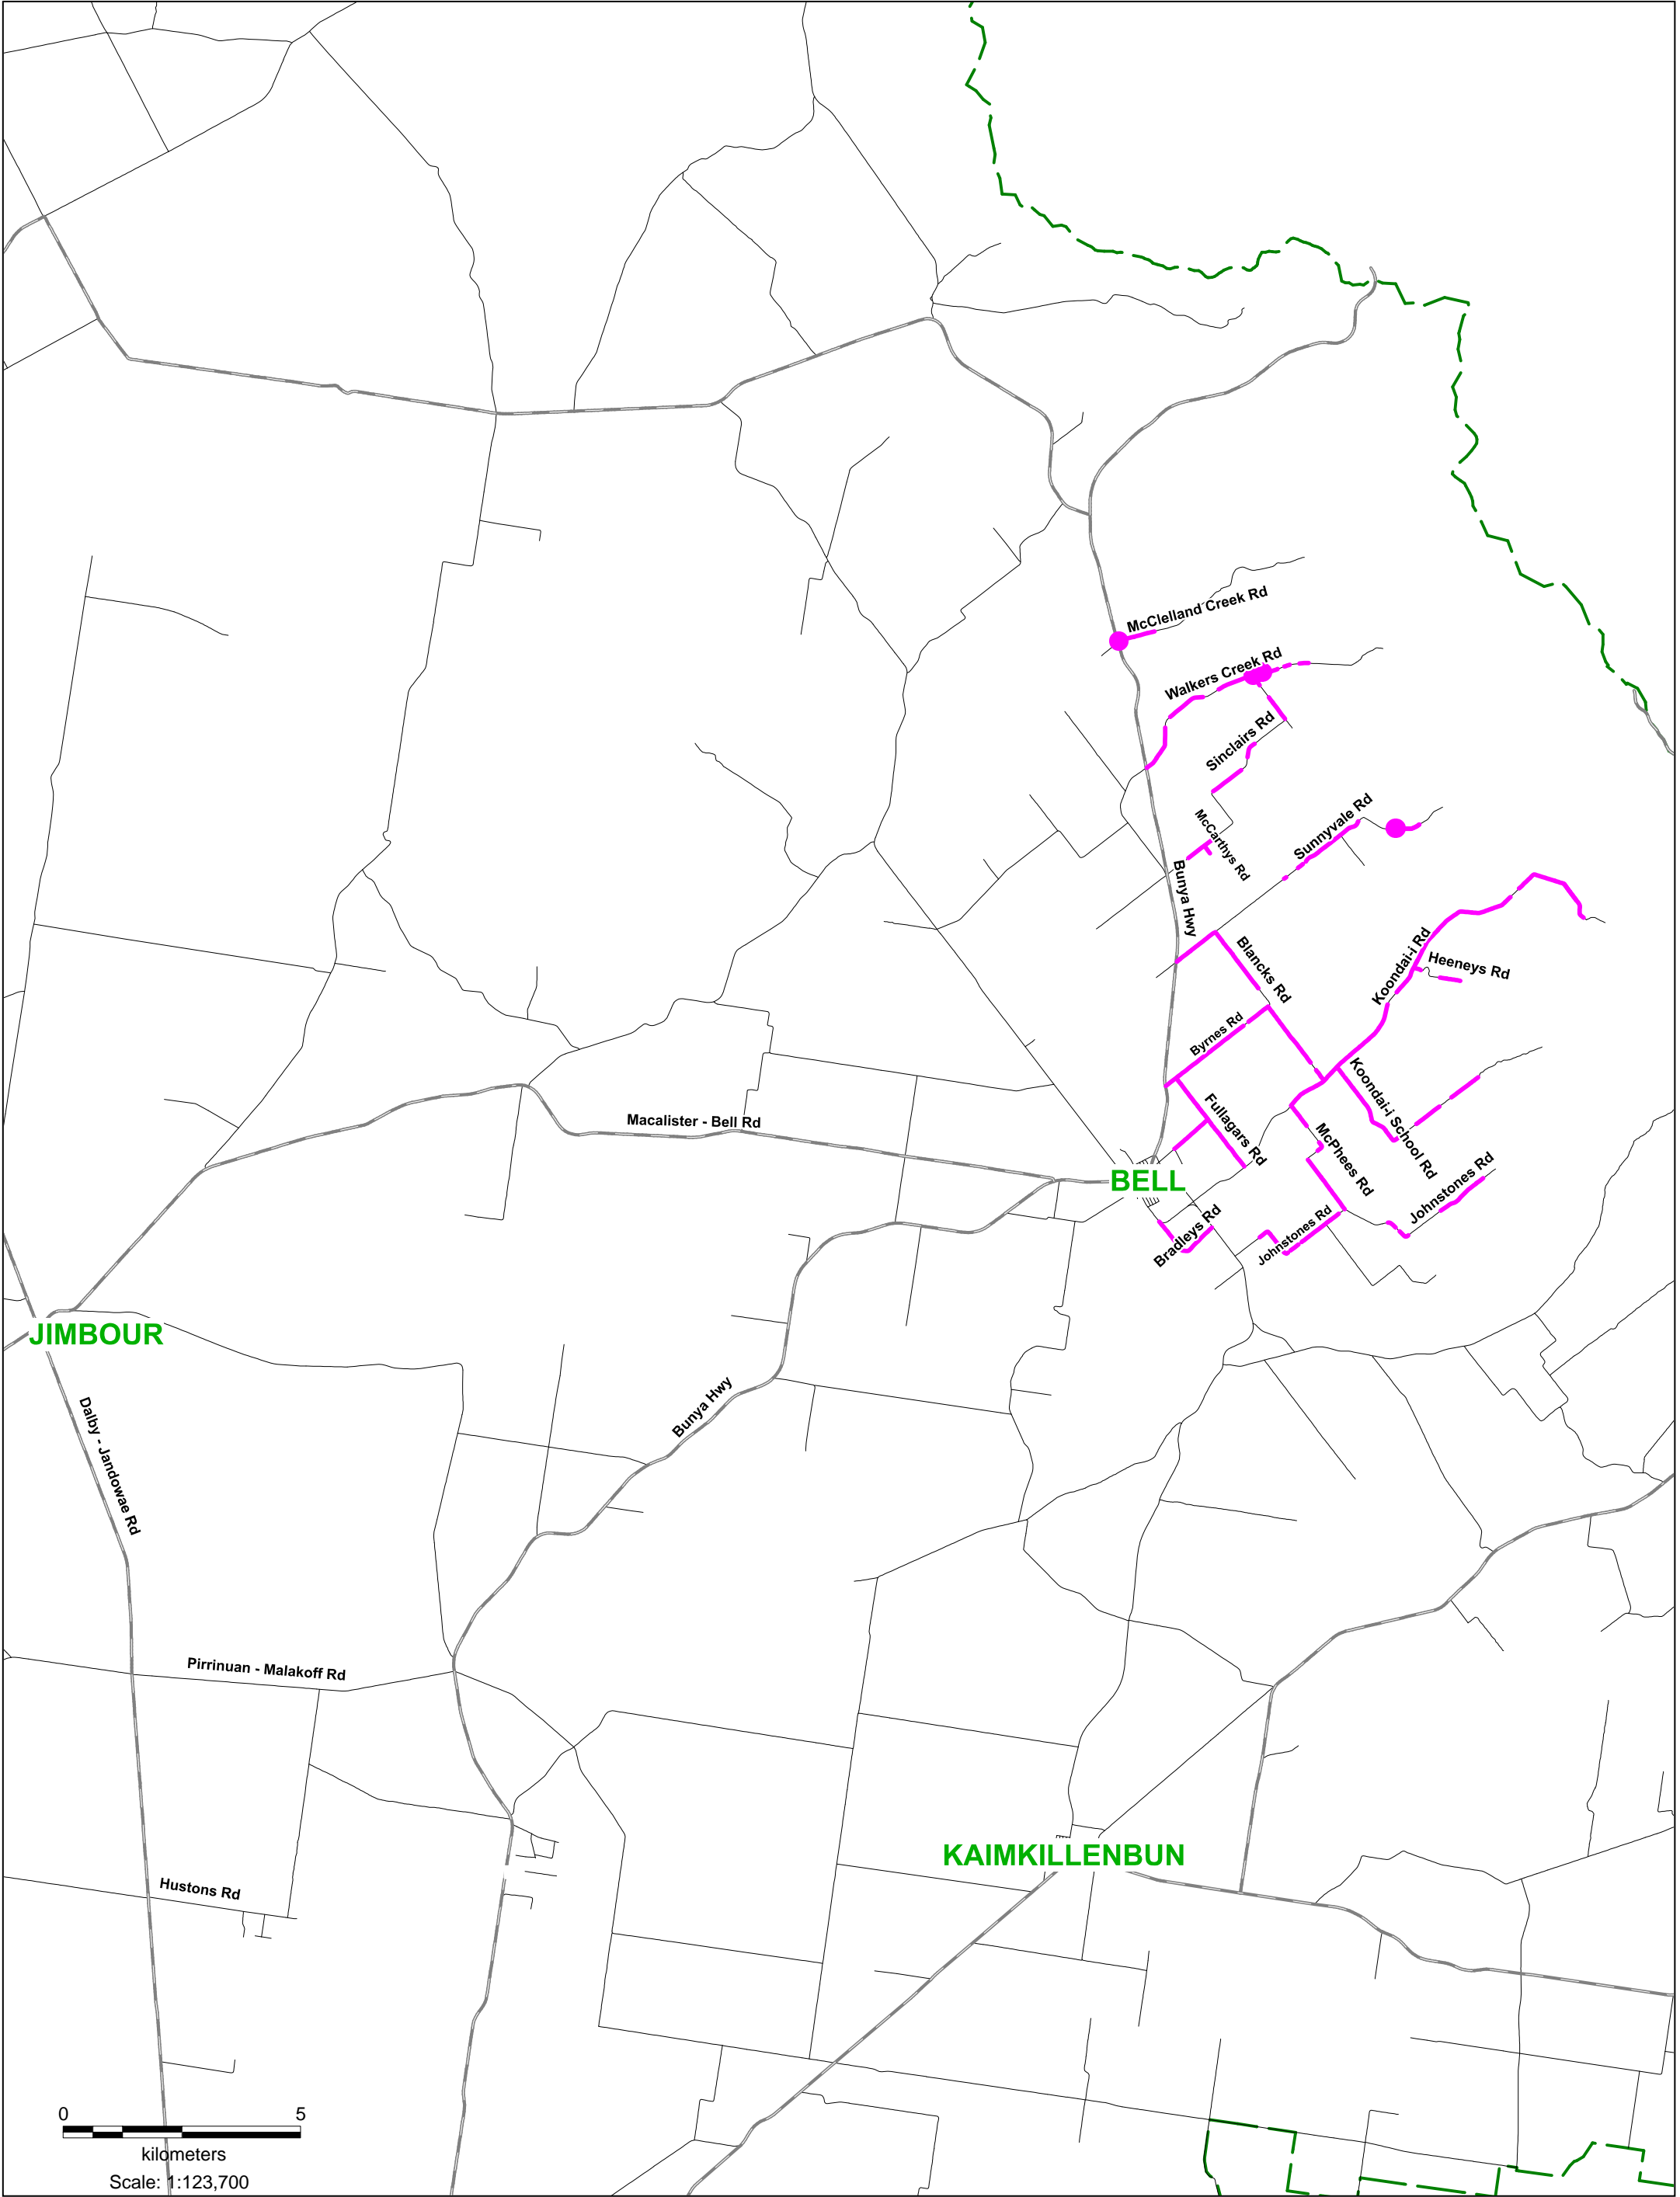 McClelland Creek Rd
Walkers Creek Rd
Sinclairs Rd
Sunnyvale Rd
McCarthys Rd
Bunya Hwy
Blancks Rd
Koondai-i Rd
Heeneys Rd
Byrnes Rd
Koondai-i School Rd
Fullagars Rd
Macalister - Bell Rd
McPhees Rd
BELL
Johnstones Rd
Bradleys Rd
Johnstones Rd
JIMBOUR
Bunya Hwy
Dalby - Jandowae Rd
Pirrinuan - Malakoff Rd
KAIMKILLENBUN
Hustons Rd
0 5
kilometers
Scale: 1:123,700